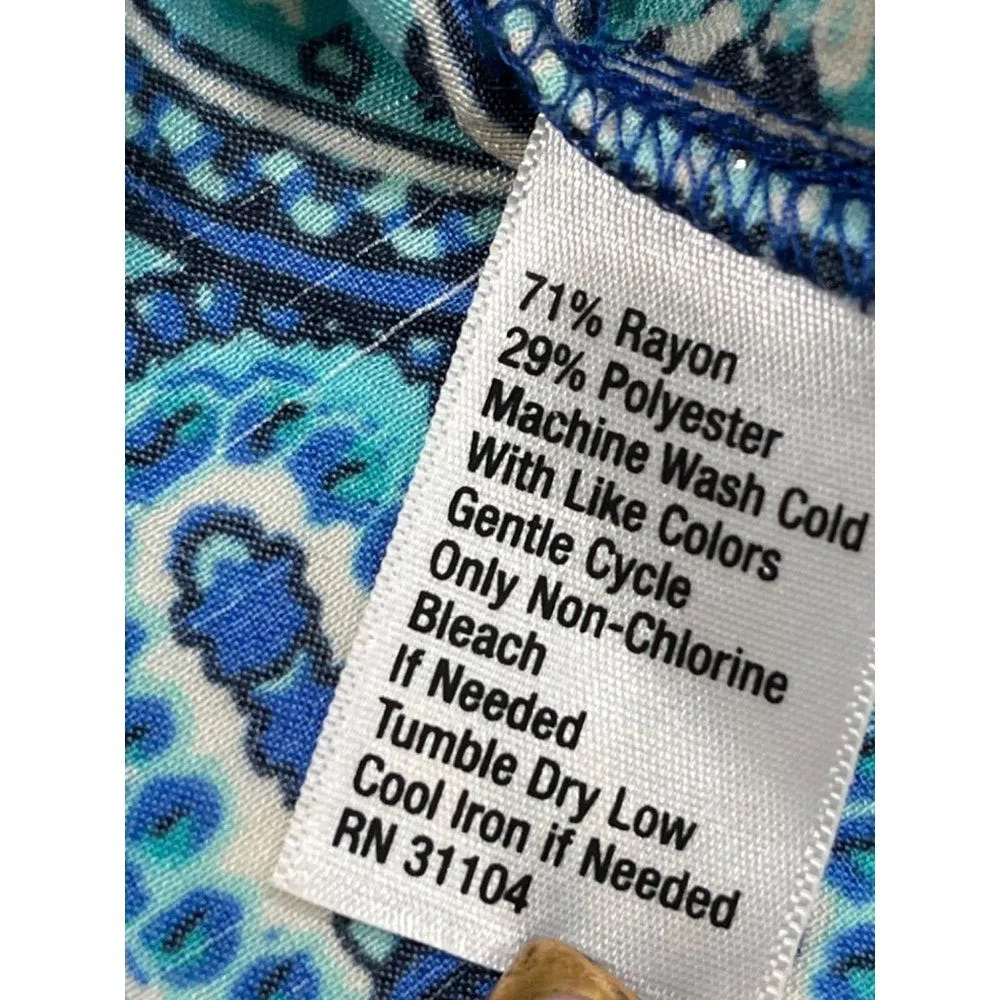 71% Rayon
29% Polyester
Machine Wash Cold
With Like Colors
Gentle Cycle
Only Non-Chlorine
Bleach
If Needed
Tumble Dry Low
Cool Iron if Needed
RN 31104